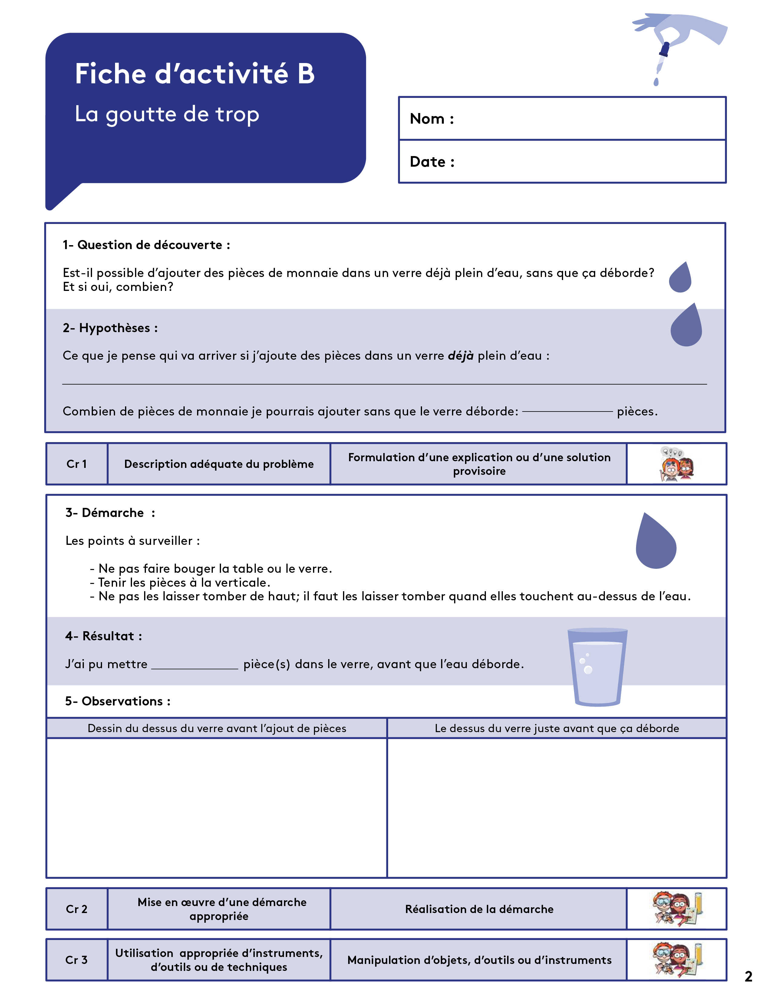 Fiche d’activité B
La goutte de trop
Nom :
Date :
1- Question de découverte :
Est-il possible d’ajouter des pièces de monnaie dans un verre déjà plein d’eau, sans que ça déborde?
Et si oui, combien?
2- Hypothèses :
Ce que je pense qui va arriver si j’ajoute des pièces dans un verre déjà plein d’eau :
Combien de pièces de monnaie je pourrais ajouter sans que le verre déborde: ____________ pièces.
Cr 1
Description adéquate du problème
Formulation d’une explication ou d’une solution
provisoire
3- Démarche :
Les points à surveiller :
- Ne pas faire bouger la table ou le verre.
- Tenir les pièces à la verticale.
- Ne pas les laisser tomber de haut; il faut les laisser tomber quand elles touchent au-dessus de l’eau.
4- Résultat :
J’ai pu mettre ____________ pièce(s) dans le verre, avant que l’eau déborde.
5- Observations :
Dessin du dessus du verre avant l’ajout de pièces
Le dessus du verre juste avant que ça déborde
Cr 2
Mise en œuvre d’une démarche
appropriée
Réalisation de la démarche
Cr 3
Utilisation appropriée d’instruments,
d’outils ou de techniques
Manipulation d’objets, d’outils ou d’instruments
2